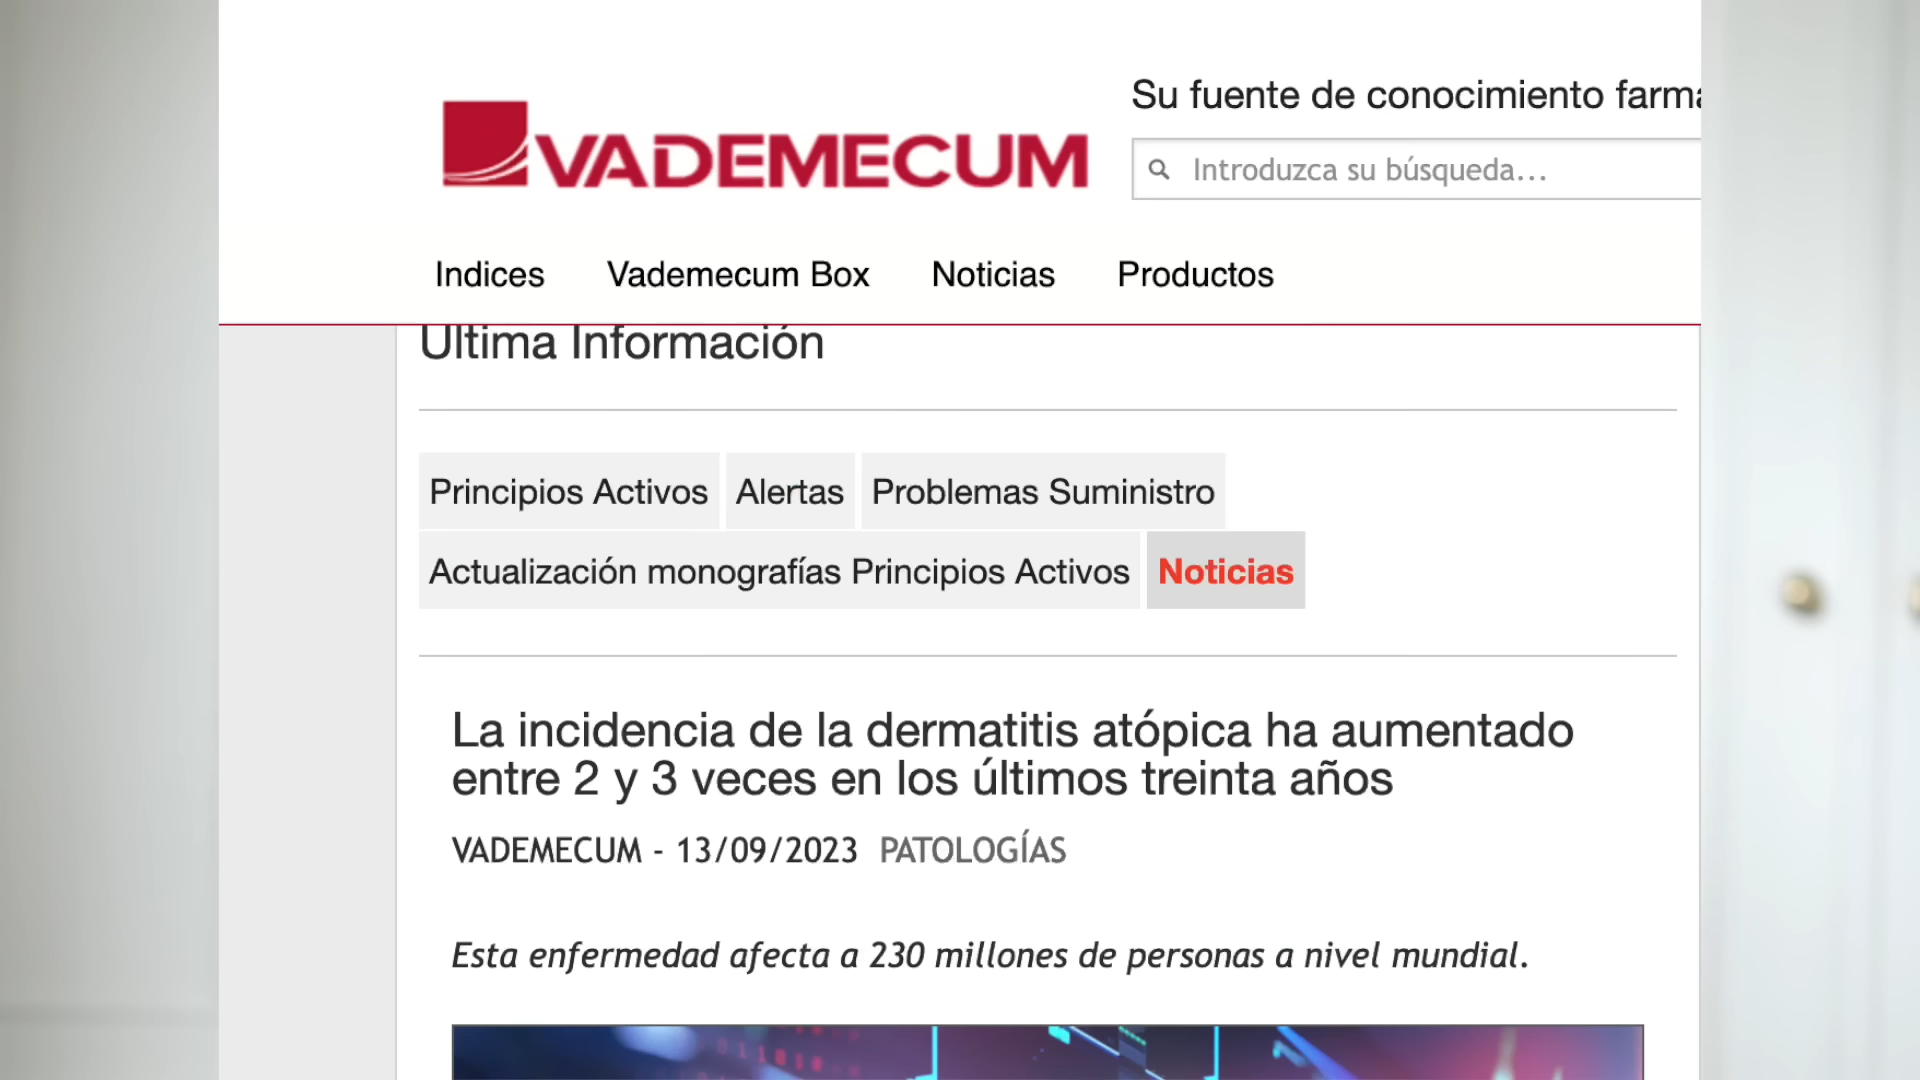 VADEMECUM
Su fuente de conocimiento
Introduzca su búsqueda...
Indices Vademecum Box Noticias Productos
Última Información
Principios Activos Alertas Problemas Suministro
Actualización monografías Principios Activos Noticias
La incidencia de la dermatitis atópica ha aumentado
entre 2 y 3 veces en los últimos treinta años
VADEMECUM - 13/09/2023 PATOLOGÍAS
Esta enfermedad afecta a 230 millones de personas a nivel mundial.